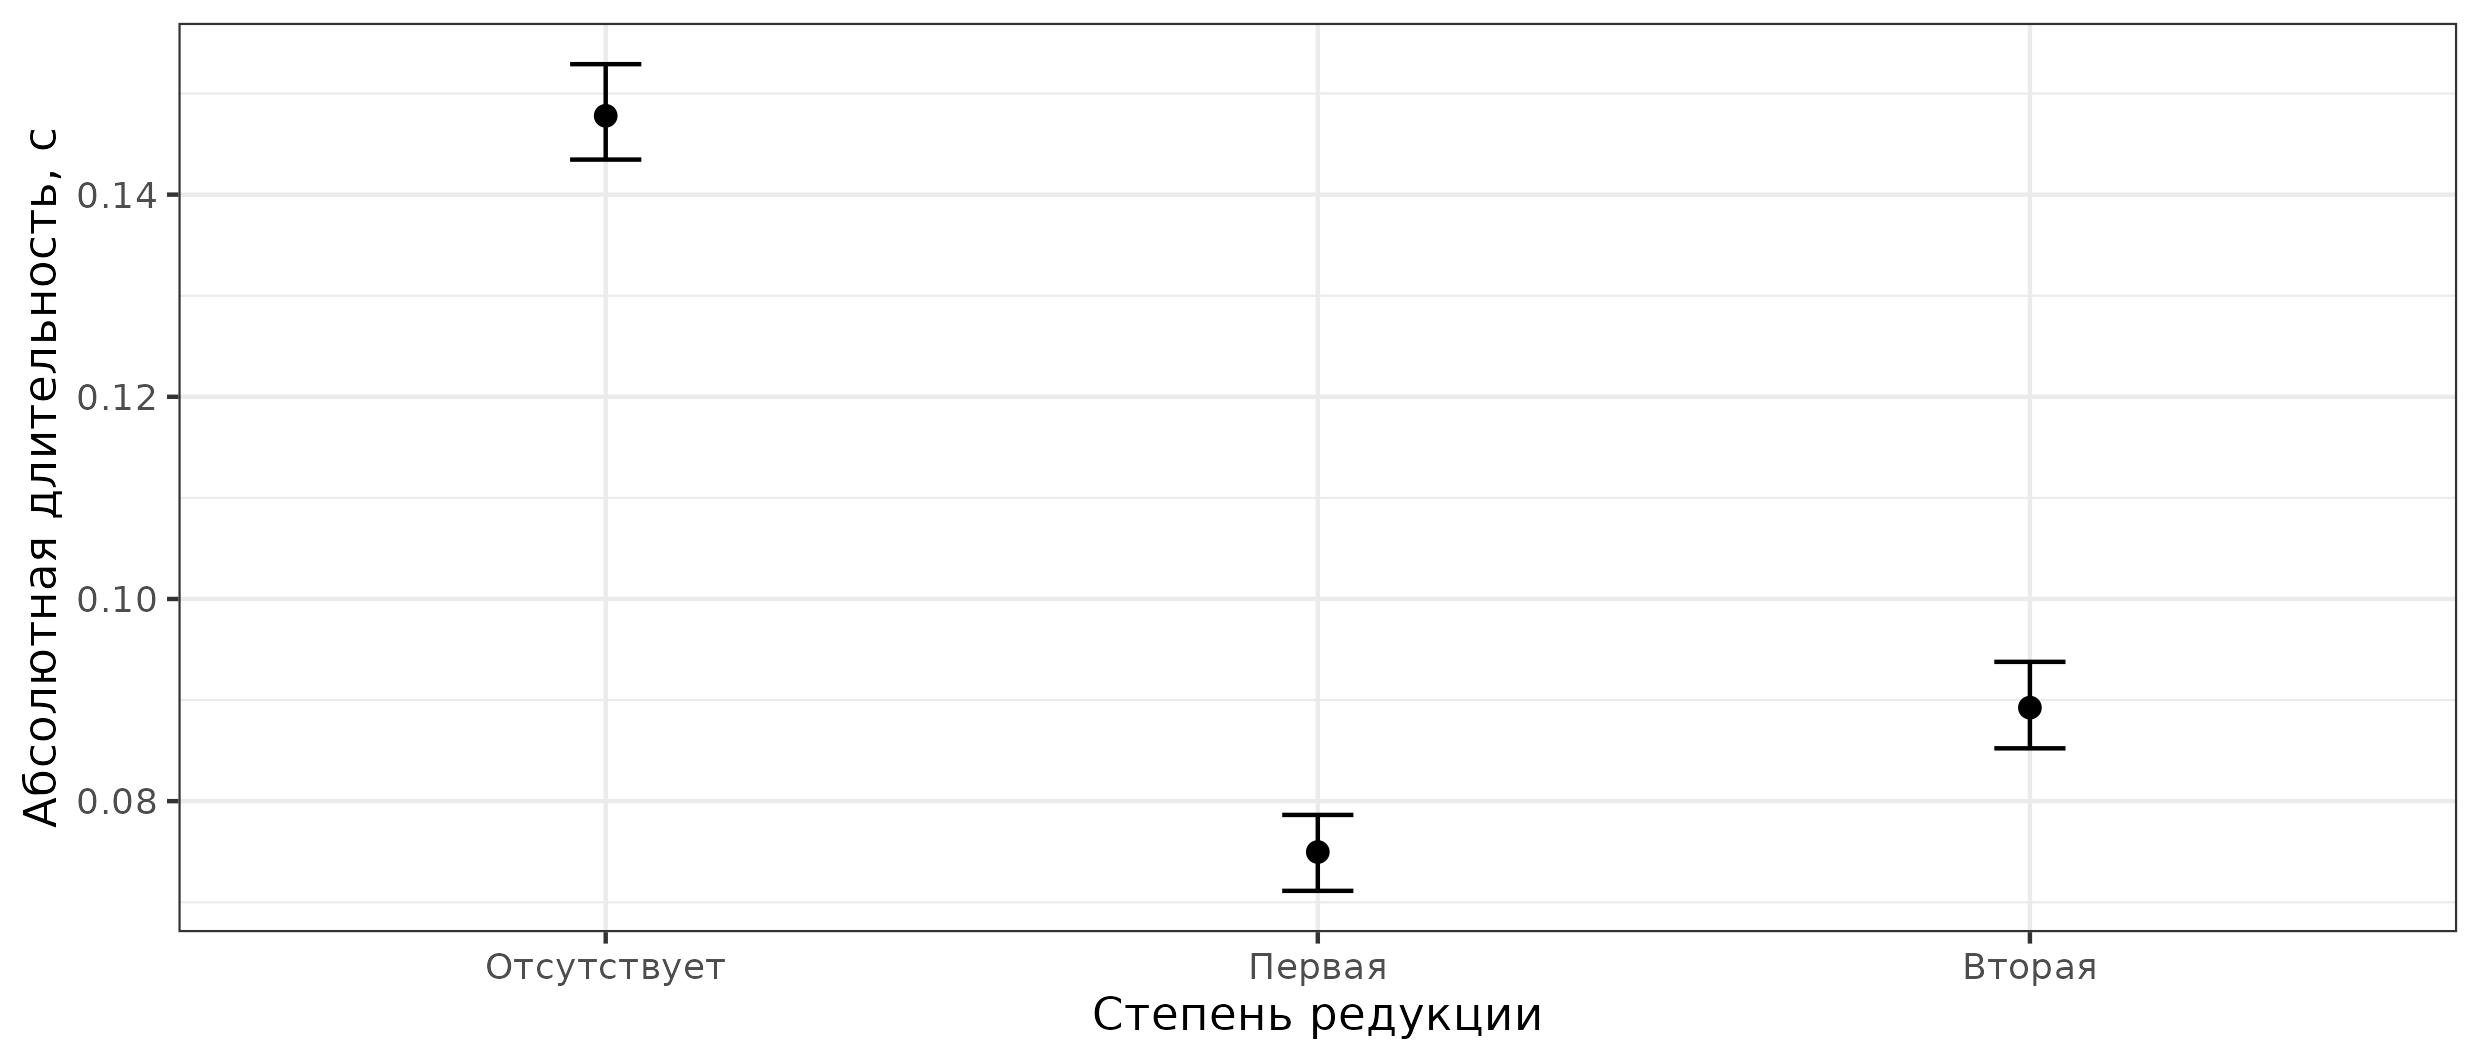 Абсолютная длительность, с
0.14
0.12
0.10
0.08
Отсутствует Первая Вторая
Степень редукции